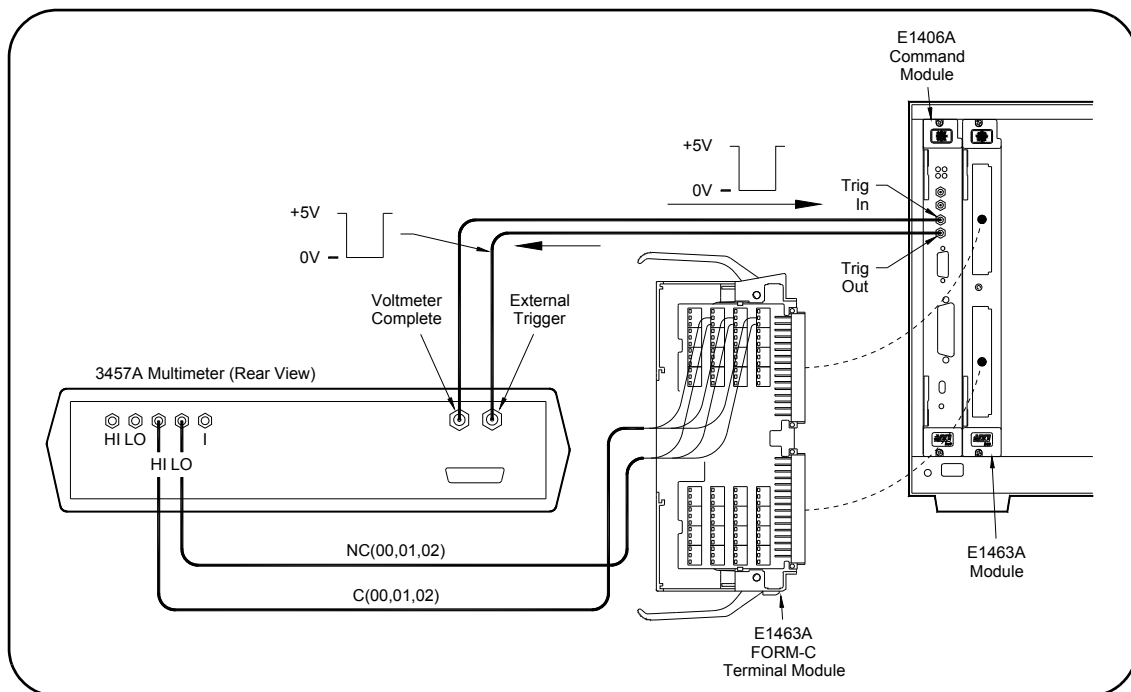 E1406A
Command
Module
+5V
0V
Trig
In
+5V
0V
Trig
Out
Voltmeter
Complete
External
Trigger
3457A Multimeter (Rear View)
HI LO
I
HI LO
NC(00,01,02)
C(00,01,02)
E1463A
Module
E1463A
FORM-C
Terminal Module